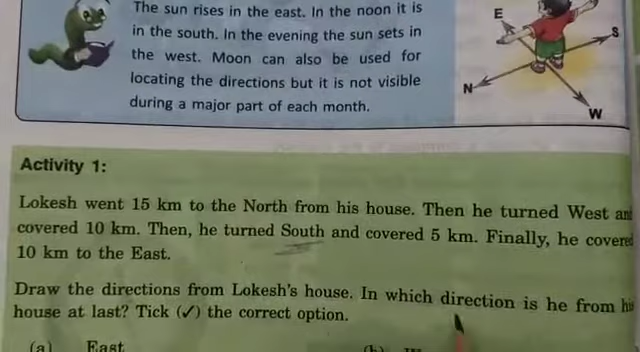 The sun rises in the east. In the noon it is
in the south. In the evening the sun sets in
the west. Moon can also be used for
locating the directions but it is not visible
during a major part of each month.
E
S
N
W
Activity 1:
Lokesh went 15 km to the North from his house. Then he turned West and
covered 10 km. Then, he turned South and covered 5 km. Finally, he covered
10 km to the East.
Draw the directions from Lokesh's house. In which direction is he from his
house at last? Tick (✓) the correct option.
(a) East
(b)